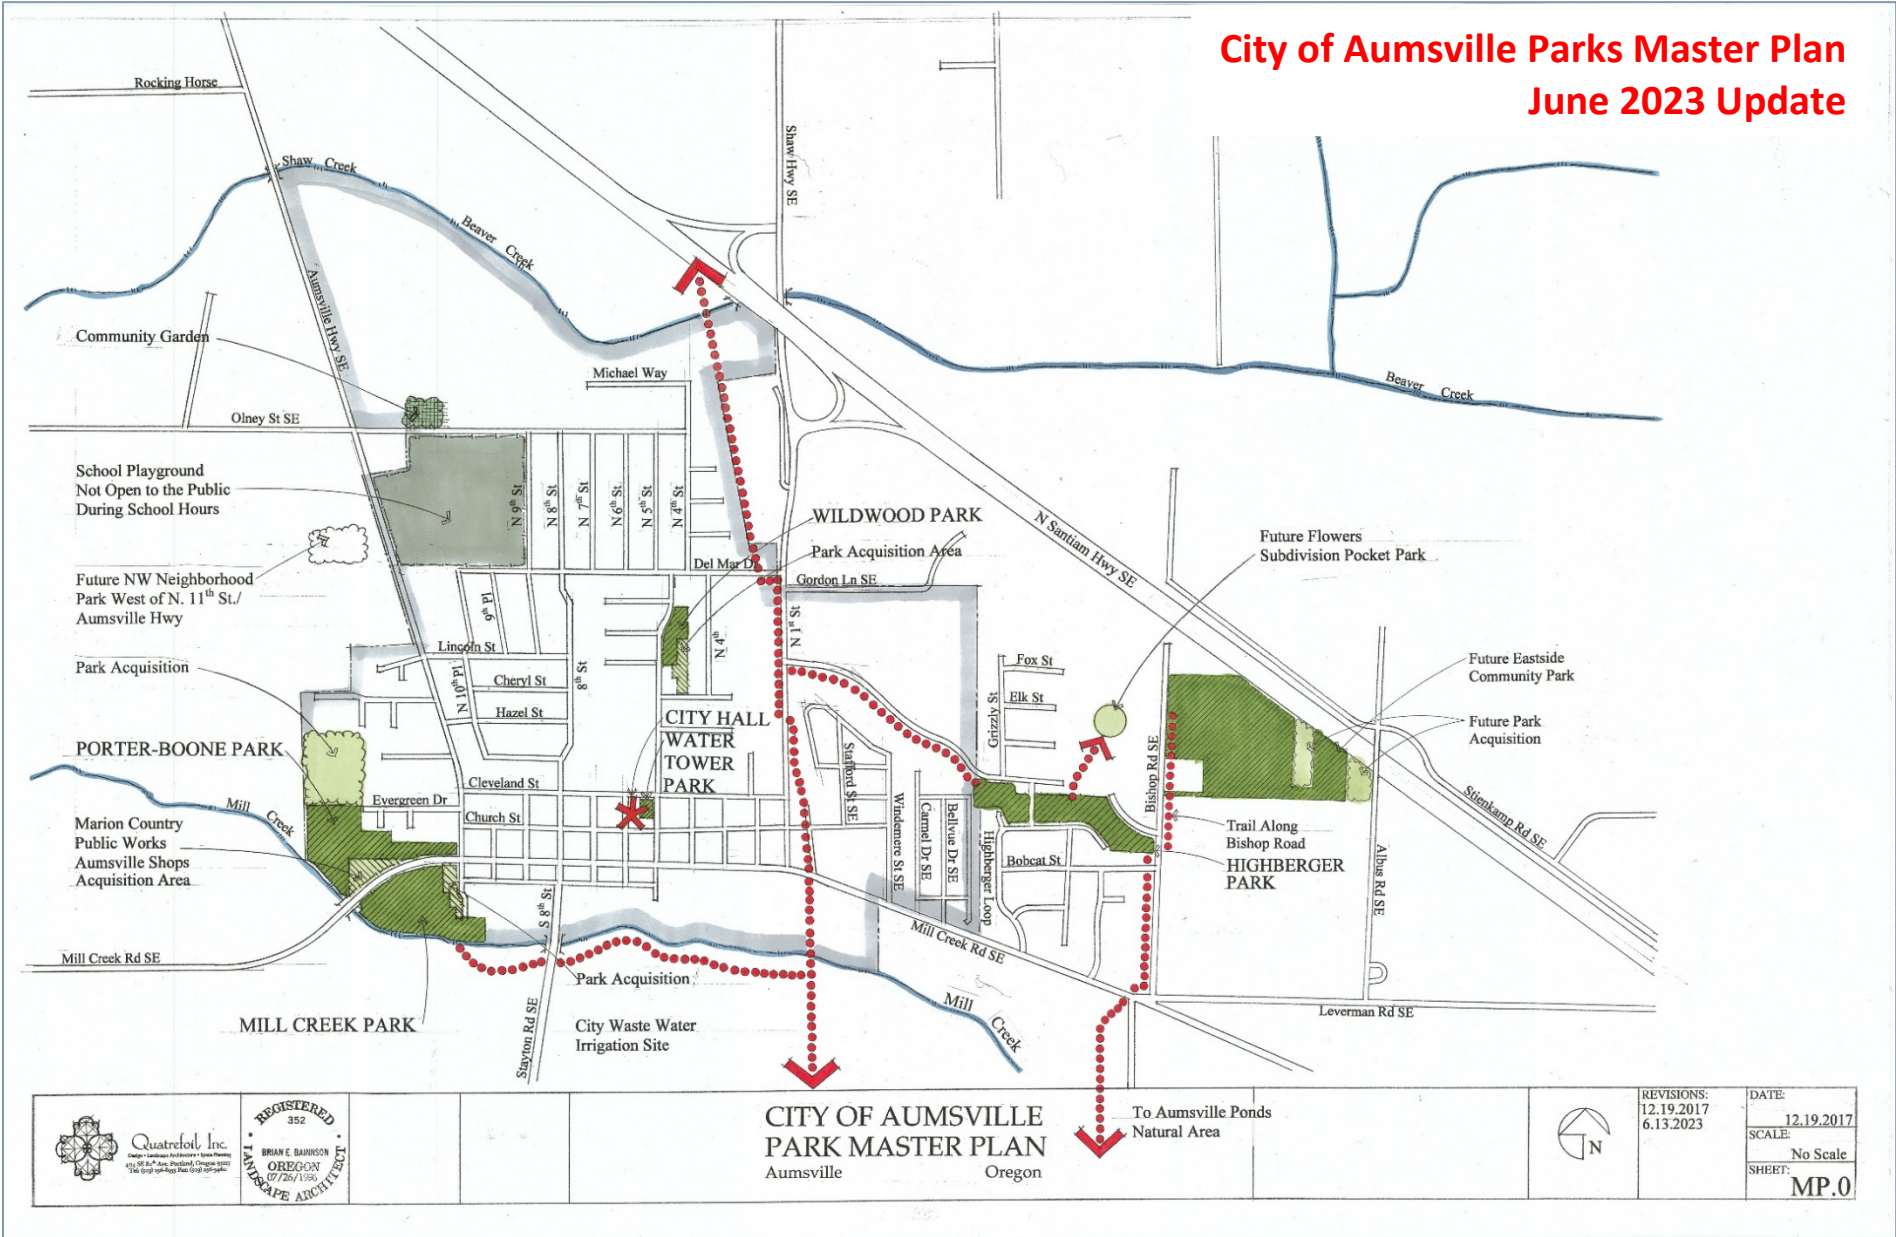 City of Aumsville Parks Master Plan
June 2023 Update
Rocking Horse
Shaw Creek
Shaw Hwy SE
Beaver Creek
Aumsville Hwy SE
Community Garden
Michael Way
Beaver Creek
Olney St SE
School Playground
Not Open to the Public
During School Hours
N 9th St
N 8th St
N 7th St
N 6th St
N 5th St
N 4th St
WILDWOOD PARK
Park Acquisition Area
N Santiam Hwy SE
Future Flowers
Subdivision Pocket Park
Del Mar Dr
Gordon Ln SE
Future NW Neighborhood
Park West of N. 11th St./
Aumsville Hwy
9th Pl
N 4th
N 1st St
Lincoln St
Park Acquisition
Cheryl St
N 10th Pl
8th St
Hazel St
Fox St
Elk St
Grizzly St
Future Eastside
Community Park
Future Park
Acquisition
CITY HALL
WATER
TOWER
PARK
PORTER-BOONE PARK
Stafford St SE
Bishop Rd SE
Cleveland St
Evergreen Dr
Church St
Mill Creek
Marion Country
Public Works
Aumsville Shops
Acquisition Area
Windemere St SE
Carmel Dr SE
Bellvue Dr SE
Highberger Loop
Bobcat St
Trail Along
Bishop Road
HIGHBERGER
PARK
Stienkamp Rd SE
Albus Rd SE
S 8th St
Mill Creek Rd SE
Mill Creek Rd SE
Park Acquisition
Mill Creek
Leverman Rd SE
MILL CREEK PARK
City Waste Water
Irrigation Site
Stayton Rd SE
Quatrefoil Inc.
Design • Landscape Architecture • Space Planning
REGISTERED
352
BRIAN E. BAINNSON
OREGON
07/26/1996
LANDSCAPE ARCHITECT
CITY OF AUMSVILLE
PARK MASTER PLAN
Aumsville Oregon
To Aumsville Ponds
Natural Area
N
REVISIONS:
12.19.2017
6.13.2023
DATE:
12.19.2017
SCALE:
No Scale
SHEET:
MP.0